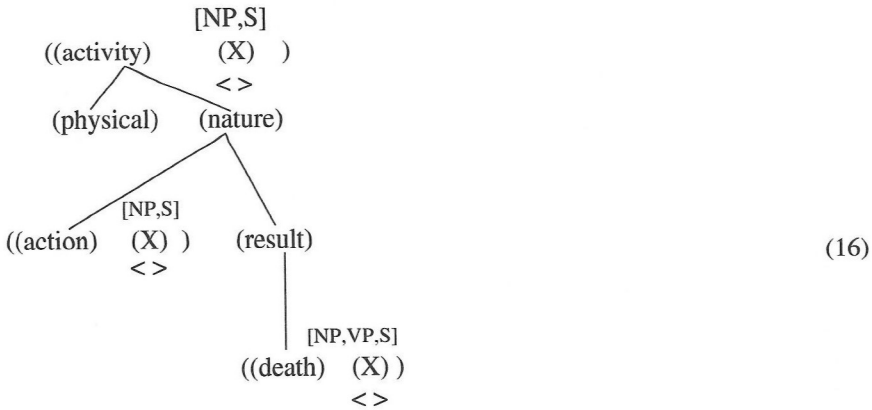 [NP,S]
((activity) (X) )
< >
(physical) (nature)
[NP,S]
((action) (X) ) (result) (16)
< >
[NP,VP,S]
((death) (X) )
< >